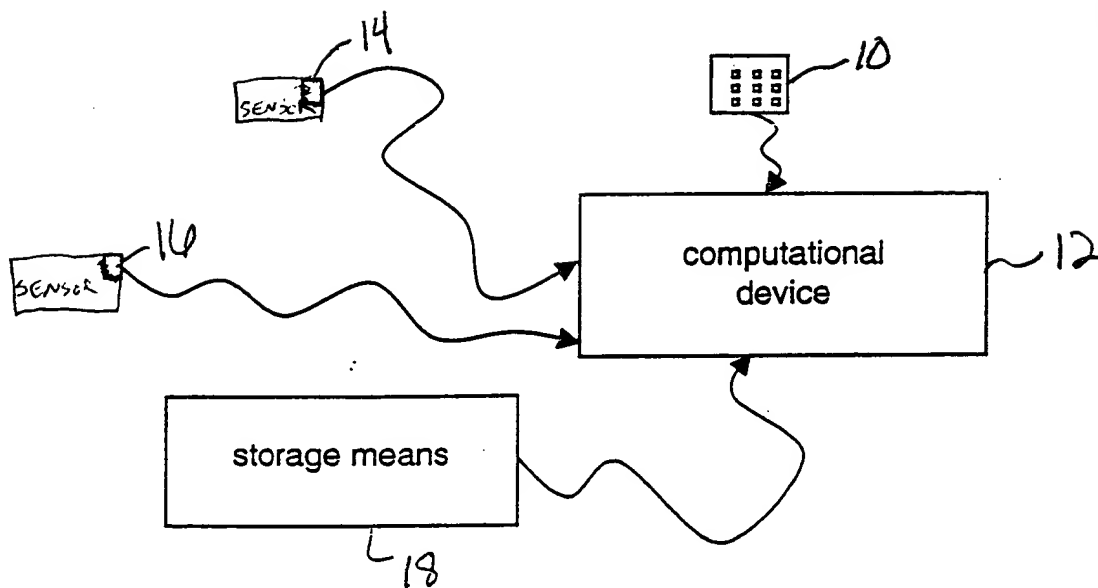 14
SENSOR
10
16
SENSOR
computational
device
12
storage means
18